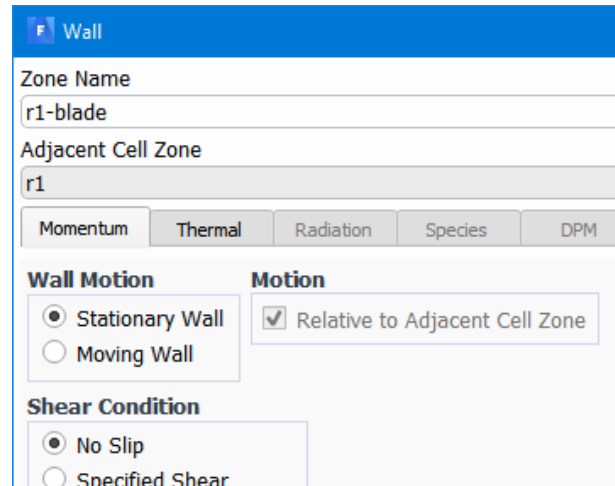 F Wall
Zone Name
r1-blade
Adjacent Cell Zone
r1
Momentum Thermal Radiation Species DPM
Wall Motion Motion
Stationary Wall Relative to Adjacent Cell Zone
Moving Wall
Shear Condition
No Slip
Specified Shear